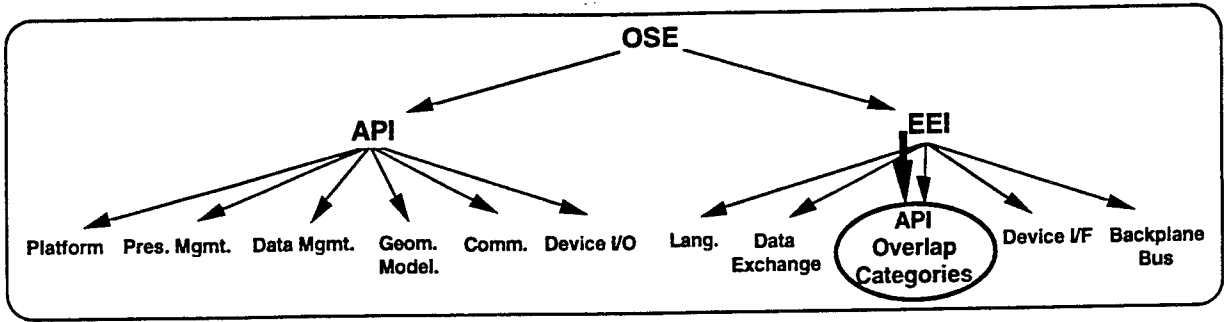 OSE
API
EEI
Platform
Pres. Mgmt.
Data Mgmt.
Geom.
Model.
Comm.
Device I/O
Lang.
Data
Exchange
API
Overlap
Categories
Device I/F
Backplane
Bus